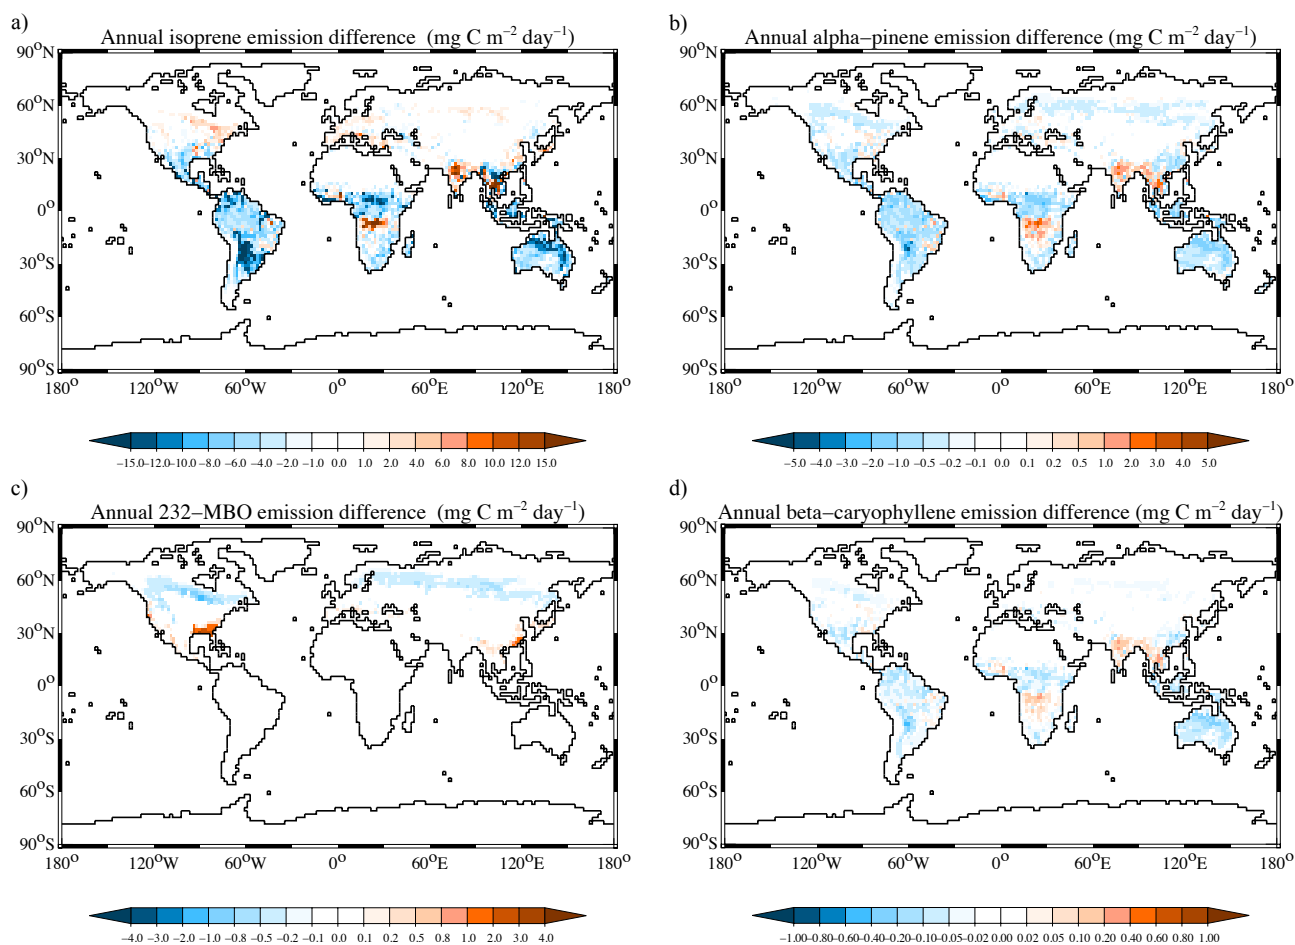 a)
Annual isoprene emission difference (mg C m⁻² day⁻¹)
90°N
60°N
30°N
0°
30°S
60°S
90°S
180° 120°W 60°W 0° 60°E 120°E 180°
−15.0 −12.0 −10.0 −8.0 −6.0 −4.0 −2.0 −1.0 0.0 1.0 2.0 4.0 6.0 8.0 10.0 12.0 15.0
b)
Annual alpha−pinene emission difference (mg C m⁻² day⁻¹)
90°N
60°N
30°N
0°
30°S
60°S
90°S
180° 120°W 60°W 0° 60°E 120°E 180°
−5.0 −4.0 −3.0 −2.0 −1.0 −0.5 −0.2 −0.1 0.0 0.1 0.2 0.5 1.0 2.0 3.0 4.0 5.0
c)
Annual 232−MBO emission difference (mg C m⁻² day⁻¹)
90°N
60°N
30°N
0°
30°S
60°S
90°S
180° 120°W 60°W 0° 60°E 120°E 180°
−4.0 −3.0 −2.0 −1.0 −0.8 −0.5 −0.2 −0.1 0.0 0.1 0.2 0.5 0.8 1.0 2.0 3.0 4.0
d)
Annual beta−caryophyllene emission difference (mg C m⁻² day⁻¹)
90°N
60°N
30°N
0°
30°S
60°S
90°S
180° 120°W 60°W 0° 60°E 120°E 180°
−1.00 −0.80 −0.60 −0.40 −0.20 −0.10 −0.05 −0.02 0.00 0.02 0.05 0.10 0.20 0.40 0.60 0.80 1.00